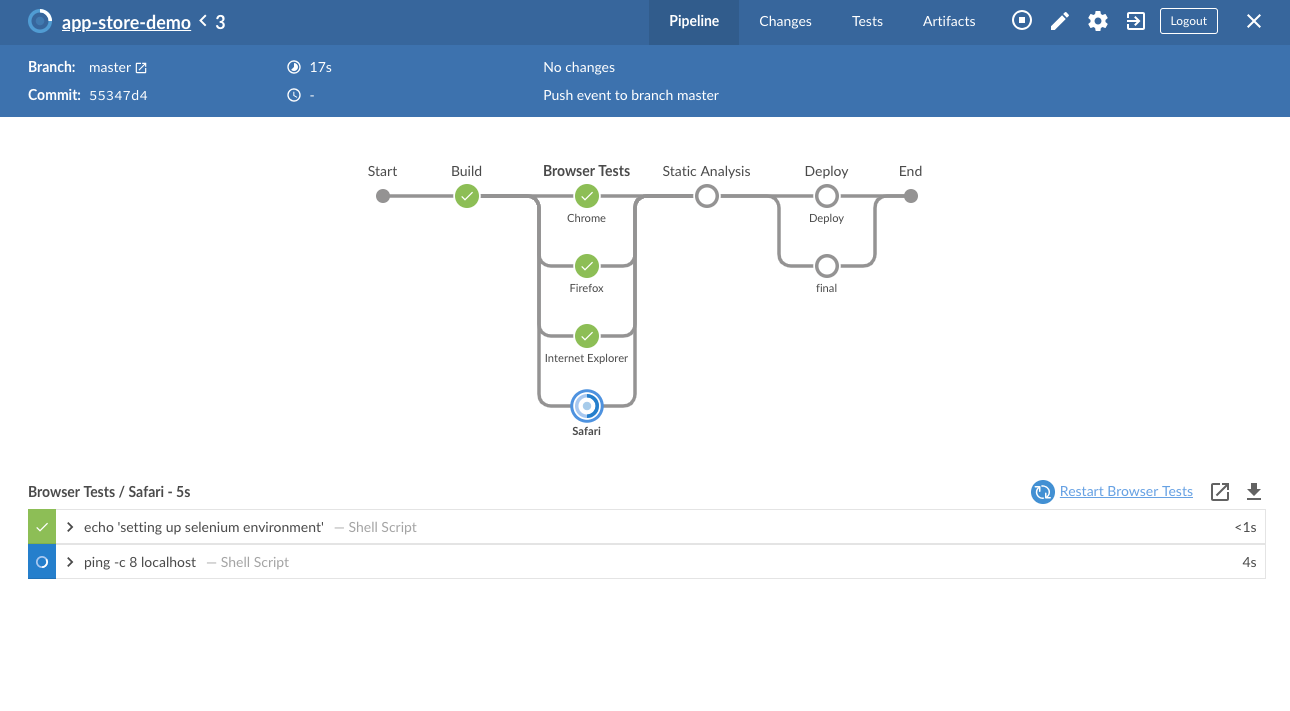 app-store-demo 3 Pipeline Changes Tests Artifacts Logout
Branch: master 17s No changes
Commit: 55347d4 - Push event to branch master
Start Build Browser Tests Static Analysis Deploy End
Chrome Deploy
Firefox final
Internet Explorer
Safari
Browser Tests / Safari - 5s Restart Browser Tests
echo 'setting up selenium environment' — Shell Script <1s
ping -c 8 localhost — Shell Script 4s